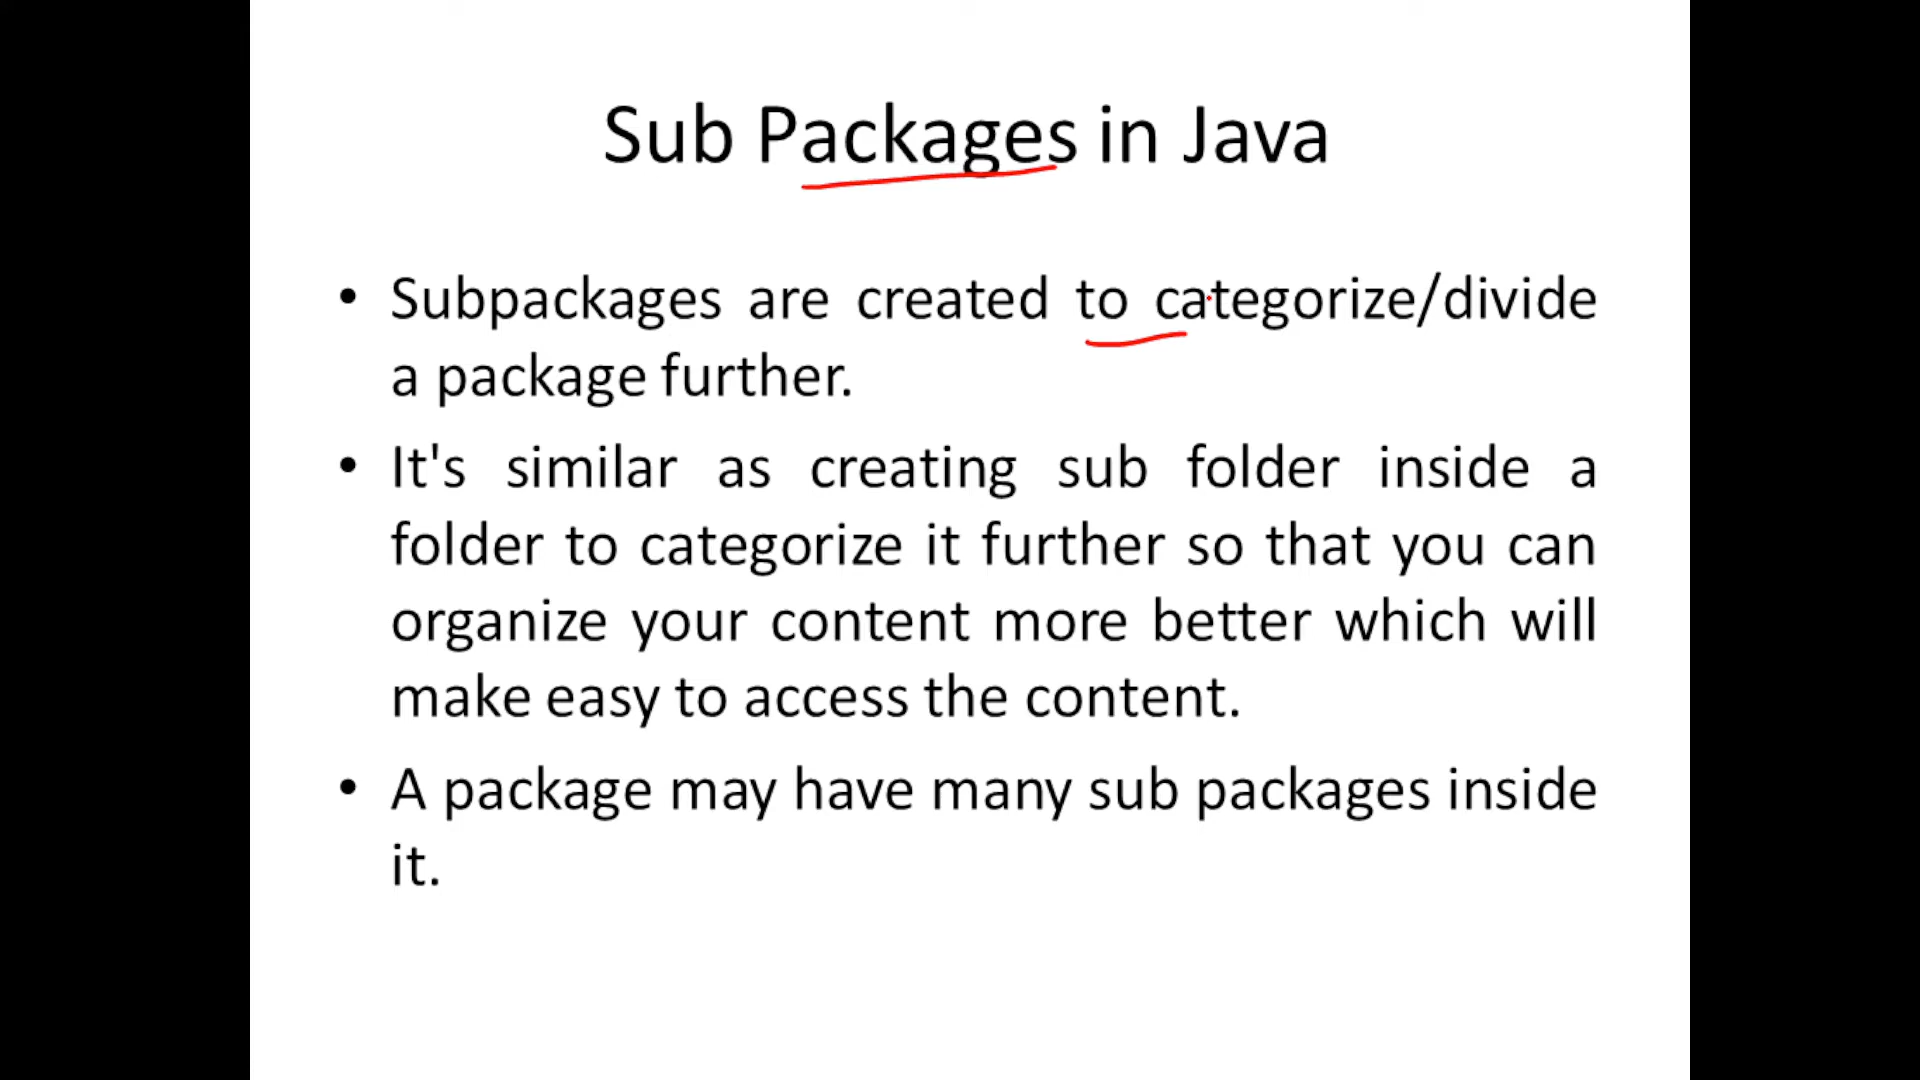 Sub Packages in Java
• Subpackages are created to categorize/divide
a package further.
• It's similar as creating sub folder inside a
folder to categorize it further so that you can
organize your content more better which will
make easy to access the content.
• A package may have many sub packages inside
it.